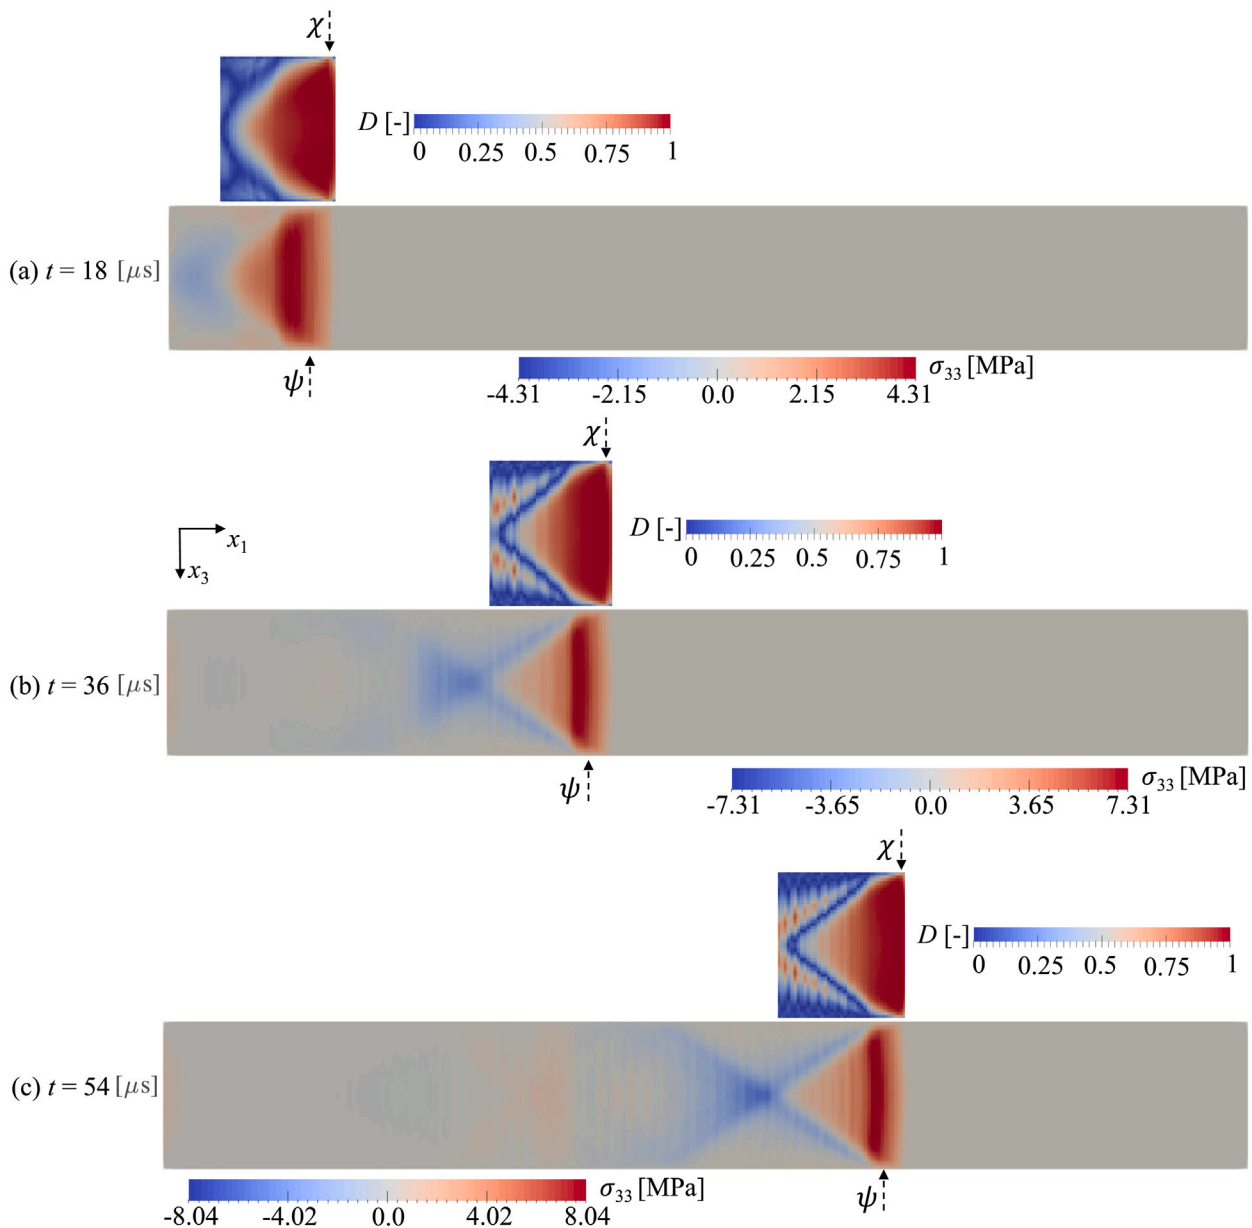 χ
D [-]
0 0.25 0.5 0.75 1
(a) t = 18 [μs]
ψ
σ33 [MPa]
-4.31 -2.15 0.0 2.15 4.31
χ
D [-]
0 0.25 0.5 0.75 1
x1
x3
(b) t = 36 [μs]
ψ
σ33 [MPa]
-7.31 -3.65 0.0 3.65 7.31
χ
D [-]
0 0.25 0.5 0.75 1
(c) t = 54 [μs]
ψ
σ33 [MPa]
-8.04 -4.02 0.0 4.02 8.04